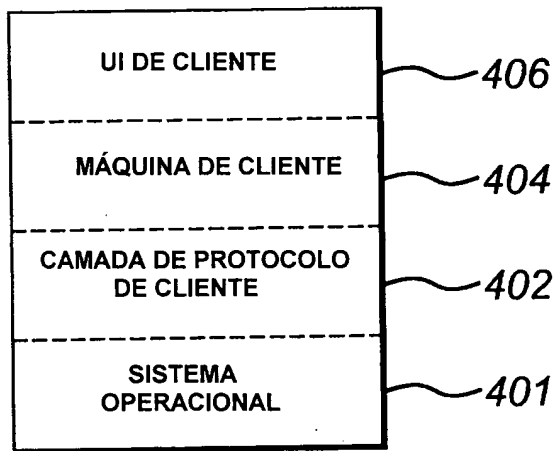 UI DE CLIENTE
406
MÁQUINA DE CLIENTE
404
CAMADA DE PROTOCOLO
DE CLIENTE
402
SISTEMA
OPERACIONAL
401